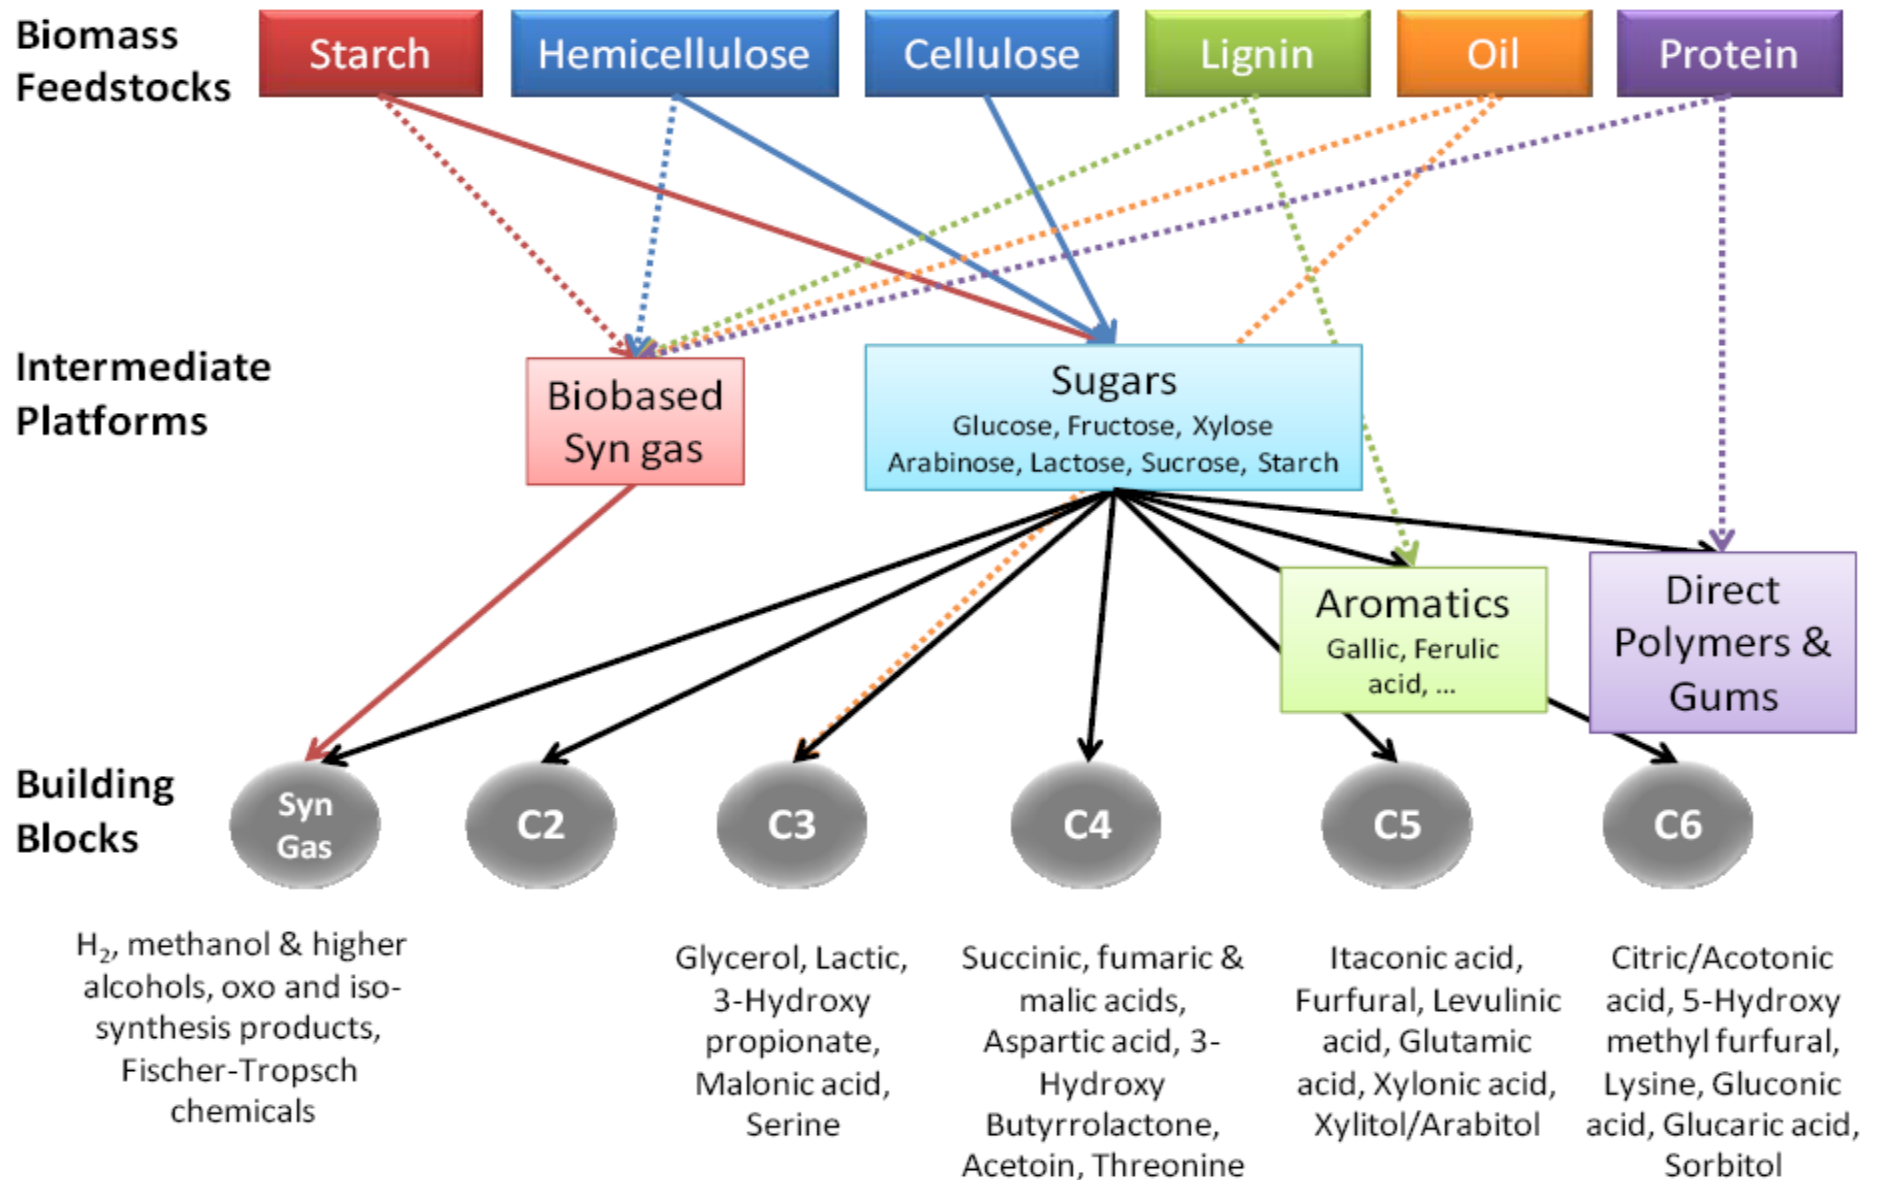 Biomass
Feedstocks
Starch
Hemicellulose
Cellulose
Lignin
Oil
Protein
Intermediate
Platforms
Biobased
Syn gas
Sugars
Glucose, Fructose, Xylose
Arabinose, Lactose, Sucrose, Starch
Aromatics
Gallic, Ferulic
acid, ...
Direct
Polymers &
Gums
Building
Blocks
Syn
Gas
C2
C3
C4
C5
C6
H₂, methanol & higher
alcohols, oxo and iso-
synthesis products,
Fischer-Tropsch
chemicals
Glycerol, Lactic,
3-Hydroxy
propionate,
Malonic acid,
Serine
Succinic, fumaric &
malic acids,
Aspartic acid, 3-
Hydroxy
Butyrrolactone,
Acetoin, Threonine
Itaconic acid,
Furfural, Levulinic
acid, Glutamic
acid, Xylonic acid,
Xylitol/Arabitol
Citric/Acotonic
acid, 5-Hydroxy
methyl furfural,
Lysine, Gluconic
acid, Glucaric acid,
Sorbitol